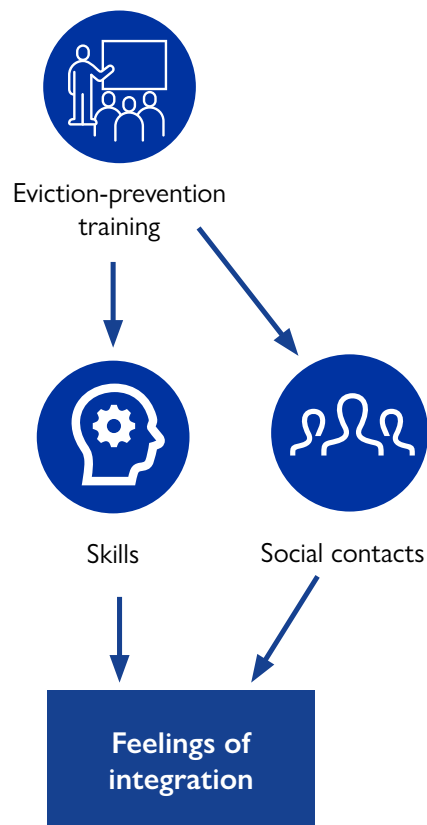 Eviction-prevention
training
Skills
Social contacts
Feelings of
integration